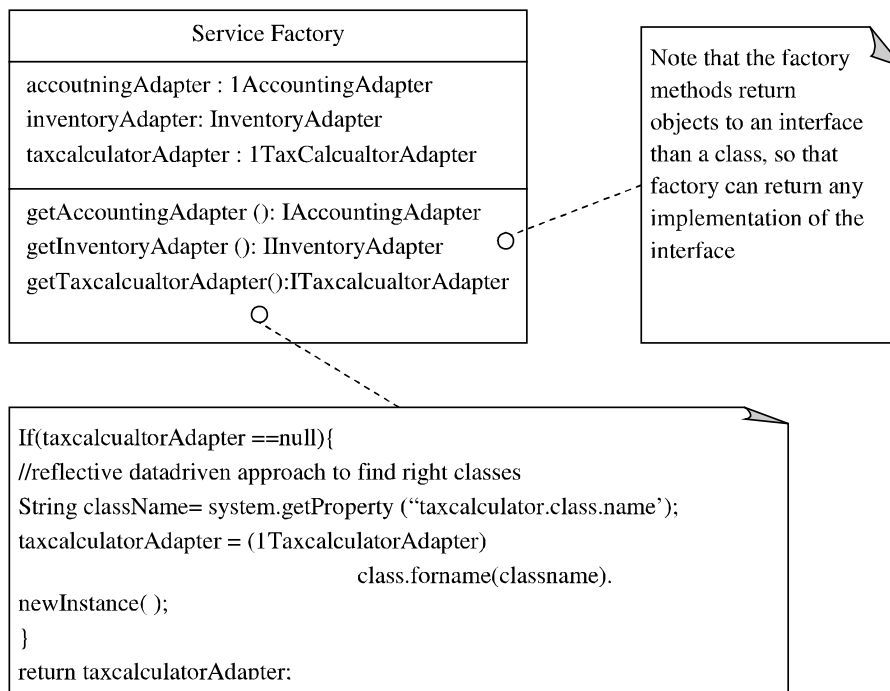 Service Factory
accoutningAdapter : 1AccountingAdapter
inventoryAdapter: InventoryAdapter
taxcalculatorAdapter : 1TaxCalcualtorAdapter
getAccountingAdapter (): IAccountingAdapter
getInventoryAdapter (): IInventoryAdapter
getTaxcalcualtorAdapter():ITaxcalcualtorAdapter
Note that the factory
methods return
objects to an interface
than a class, so that
factory can return any
implementation of the
interface
If(taxcalcualtorAdapter ==null){
//reflective datadriven approach to find right classes
String className= system.getProperty (“taxcalculator.class.name’);
taxcalculatorAdapter = (1TaxcalculatorAdapter)
class.forname(classname).
newInstance( );
}
return taxcalculatorAdapter;